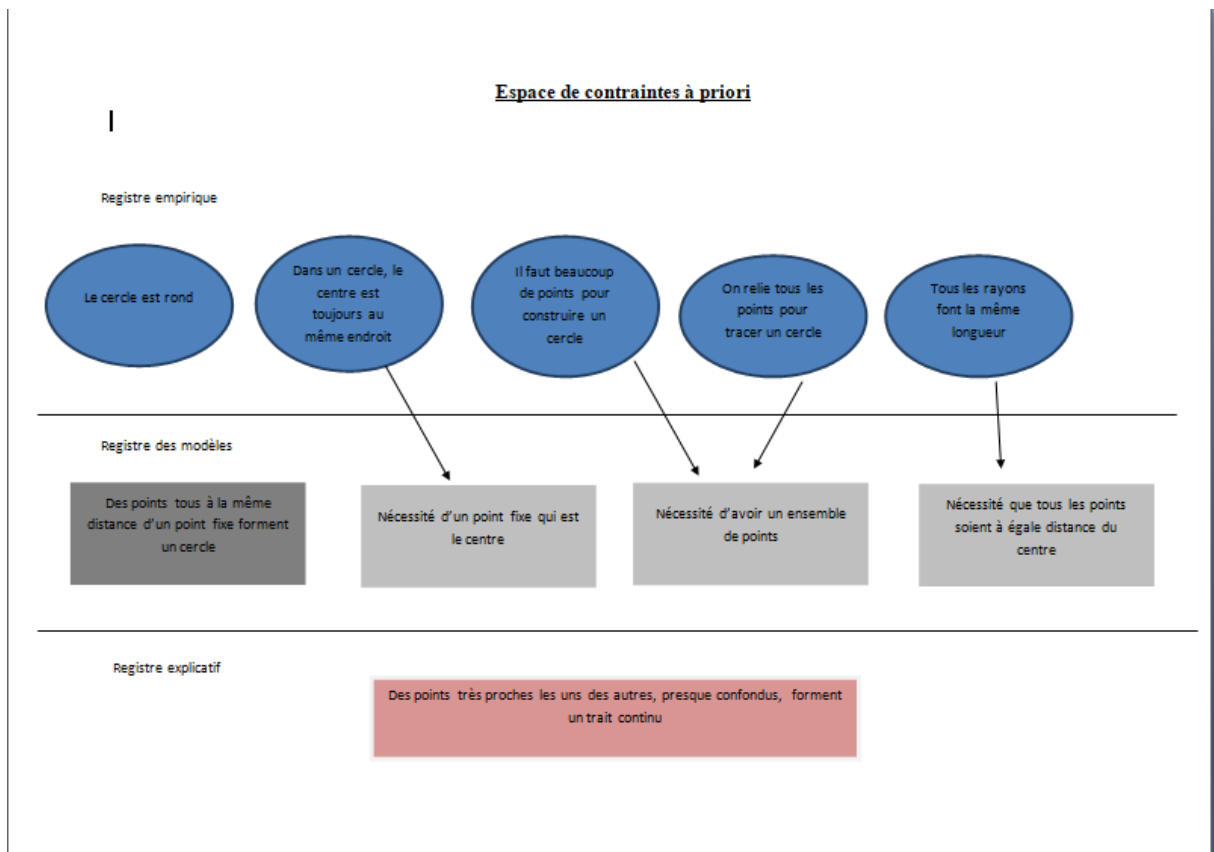 Espace de contraintes à priori
Registre empirique
Le cercle est rond
Dans un cercle, le
centre est
toujours au
même endroit
Il faut beaucoup
de points pour
construire un
cercle
On relie tous les
points pour
tracer un cercle
Tous les rayons
font la même
longueur
Registre des modèles
Des points tous à la même
distance d'un point fixe forment
un cercle
Nécessité d'un point fixe qui est
le centre
Nécessité d'avoir un ensemble
de points
Nécessité que tous les points
soient à égale distance du
centre
Registre explicatif
Des points très proches les uns des autres, presque confondus, forment
un trait continu